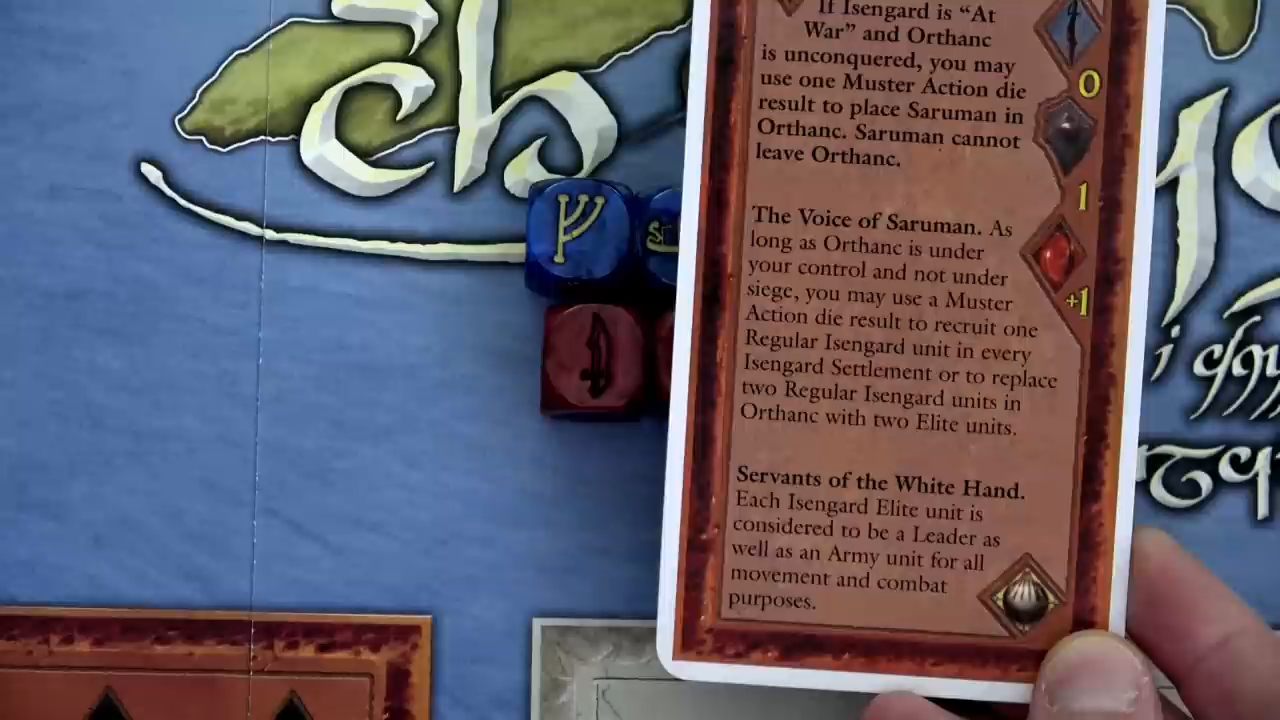 If Isengard is “At
War” and Orthanc
is unconquered, you may
use one Muster Action die
result to place Saruman in
Orthanc. Saruman cannot
leave Orthanc.
0
1
+1
The Voice of Saruman. As
long as Orthanc is under
your control and not under
siege, you may use a Muster
Action die result to recruit one
Regular Isengard unit in every
Isengard Settlement or to replace
two Regular Isengard units in
Orthanc with two Elite units.
Servants of the White Hand.
Each Isengard Elite unit is
considered to be a Leader as
well as an Army unit for all
movement and combat
purposes.